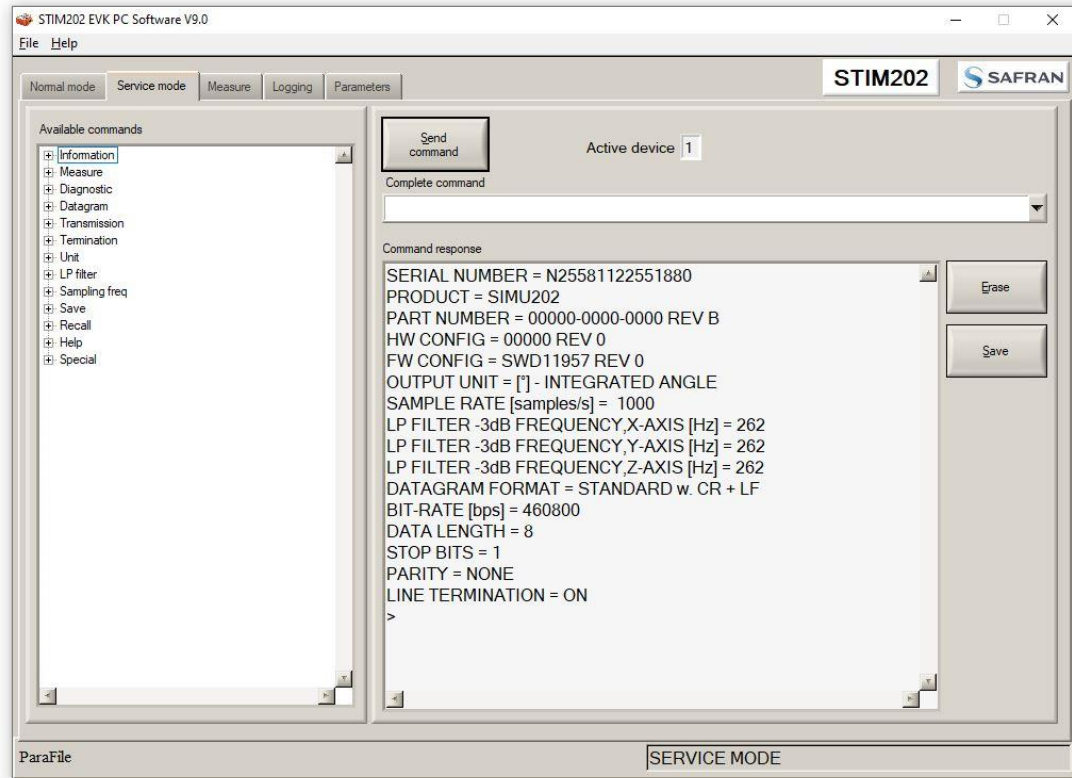 STIM202 EVK PC Software V9.0
File Help
Normal mode Service mode Measure Logging Parameters
STIM202
SAFRAN
Available commands
Information
Measure
Diagnostic
Datagram
Transmission
Termination
Unit
LP filter
Sampling freq
Save
Recall
Help
Special
Send
command
Active device 1
Complete command
Command response
SERIAL NUMBER = N25581122551880
PRODUCT = SIMU202
PART NUMBER = 00000-0000-0000 REV B
HW CONFIG = 00000 REV 0
FW CONFIG = SWD11957 REV 0
OUTPUT UNIT = [°] - INTEGRATED ANGLE
SAMPLE RATE [samples/s] =  1000
LP FILTER -3dB FREQUENCY,X-AXIS [Hz] = 262
LP FILTER -3dB FREQUENCY,Y-AXIS [Hz] = 262
LP FILTER -3dB FREQUENCY,Z-AXIS [Hz] = 262
DATAGRAM FORMAT = STANDARD w. CR + LF
BIT-RATE [bps] = 460800
DATA LENGTH = 8
STOP BITS = 1
PARITY = NONE
LINE TERMINATION = ON
>
Erase
Save
ParaFile
SERVICE MODE